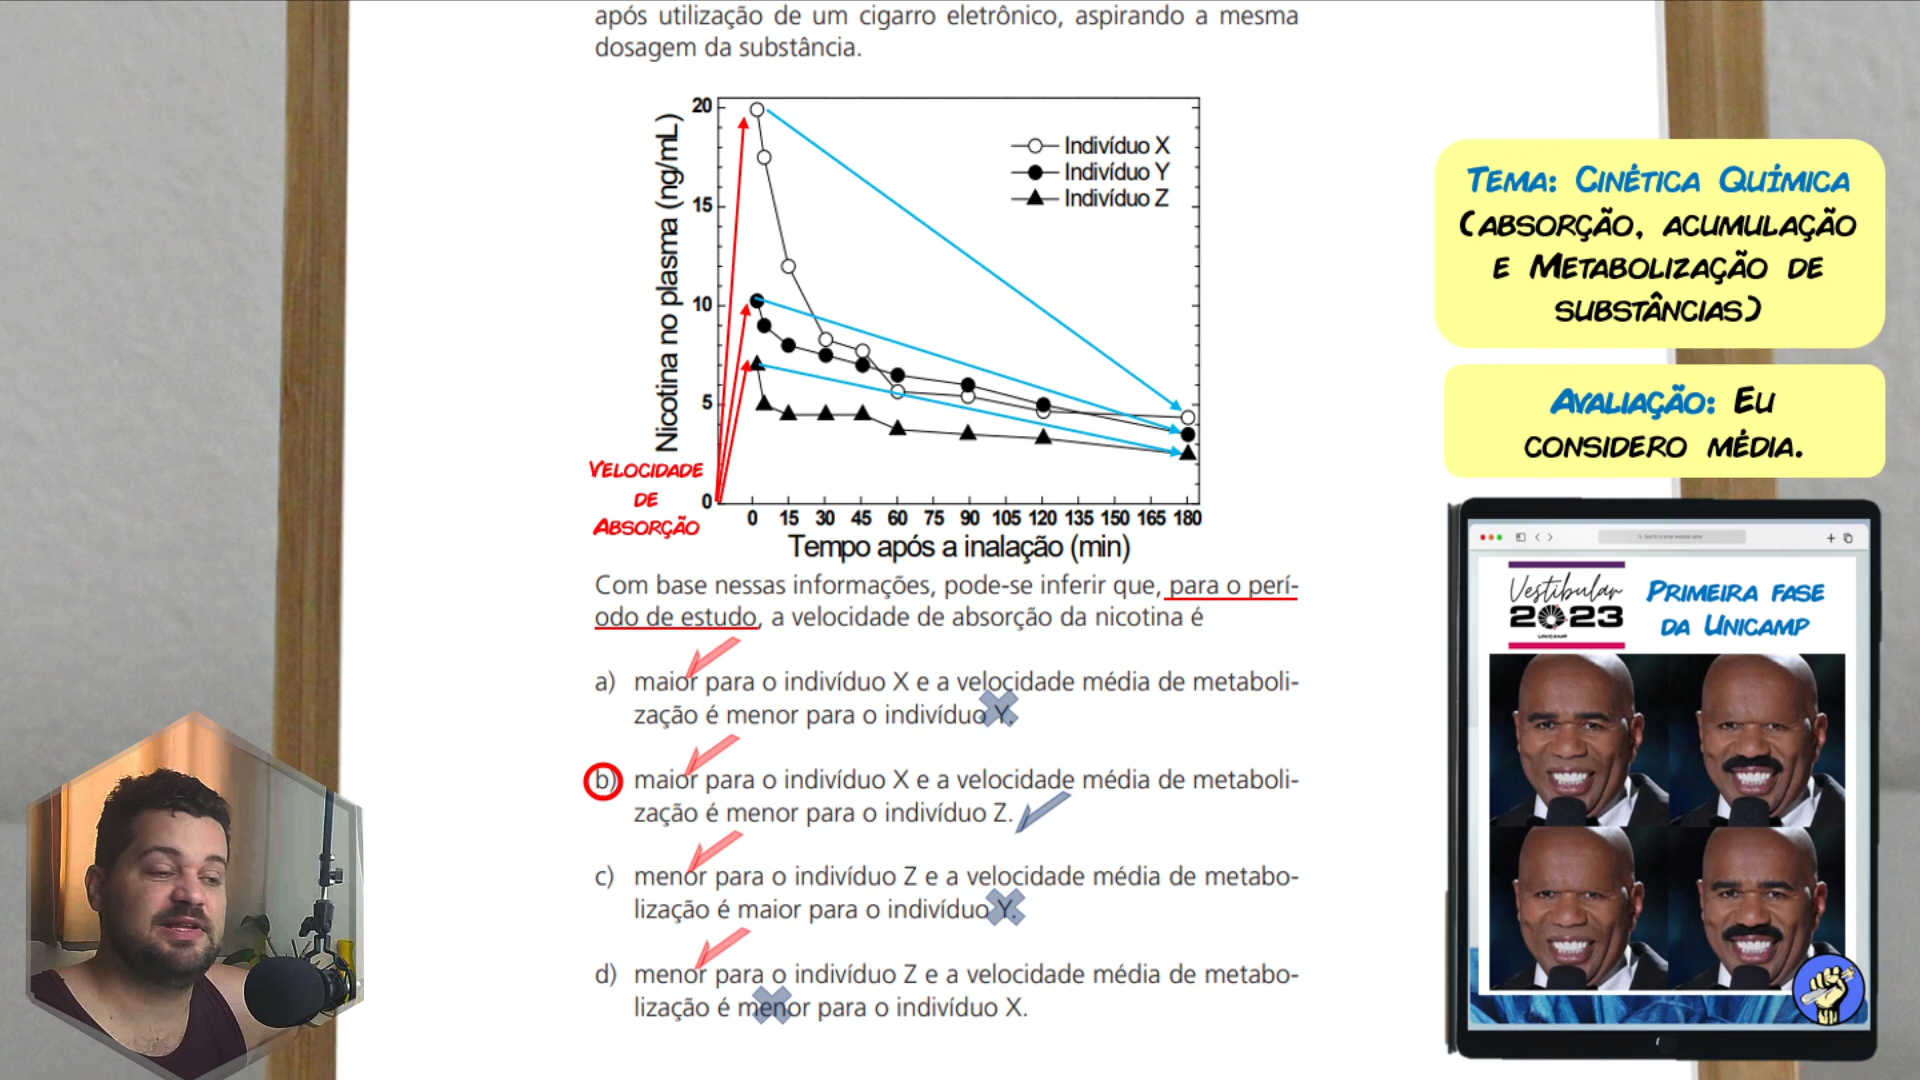 após utilização de um cigarro eletrônico, aspirando a mesma
dosagem da substância.
20
15
10
5
0
Nicotina no plasma (ng/mL)
Indivíduo X
Indivíduo Y
Indivíduo Z
VELOCIDADE
DE
ABSORÇÃO
0 15 30 45 60 75 90 105 120 135 150 165 180
Tempo após a inalação (min)
Com base nessas informações, pode-se inferir que, para o perí-
odo de estudo, a velocidade de absorção da nicotina é
a) maior para o indivíduo X e a velocidade média de metaboli-
zação é menor para o indivíduo Y.
b) maior para o indivíduo X e a velocidade média de metaboli-
zação é menor para o indivíduo Z.
c) menor para o indivíduo Z e a velocidade média de metabo-
lização é maior para o indivíduo Y.
d) menor para o indivíduo Z e a velocidade média de metabo-
lização é menor para o indivíduo X.
TEMA: CINÉTICA QUÍMICA
(ABSORÇÃO, ACUMULAÇÃO
E METABOLIZAÇÃO DE
SUBSTÂNCIAS)
AVALIAÇÃO: EU
CONSIDERO MÉDIA.
Vestibular
2023
UNICAMP
PRIMEIRA FASE
DA UNICAMP